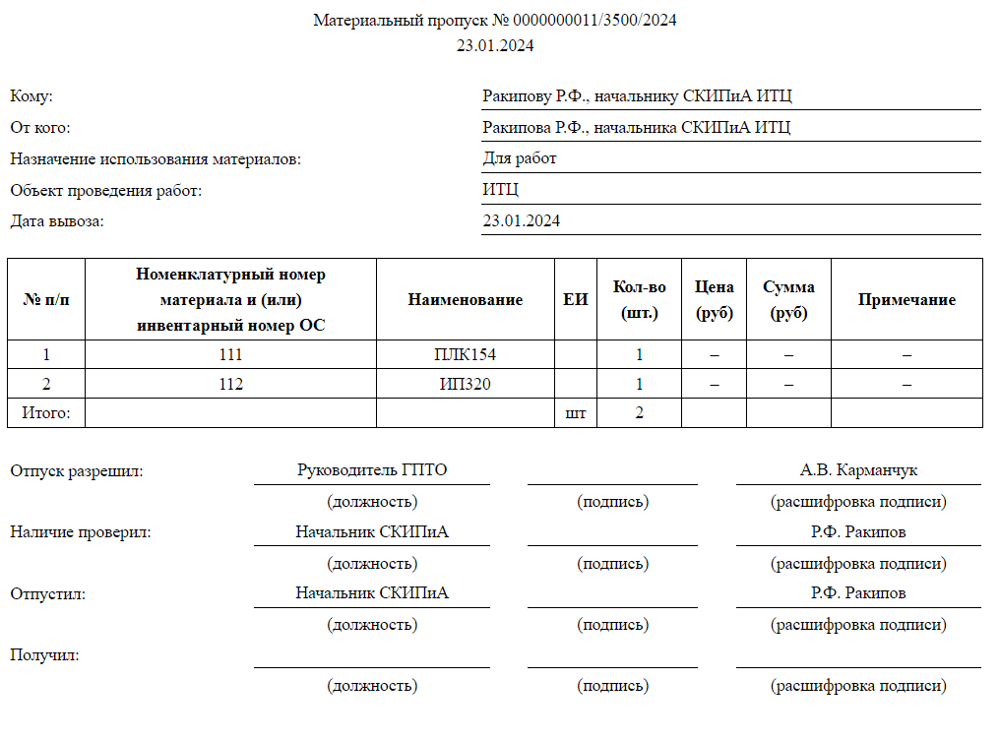 Материальный пропуск № 0000000011/3500/2024
23.01.2024
Кому: Ракипову Р.Ф., начальнику СКИПиА ИТЦ
От кого: Ракипова Р.Ф., начальника СКИПиА ИТЦ
Назначение использования материалов: Для работ
Объект проведения работ: ИТЦ
Дата вывоза: 23.01.2024
№ п/п Номенклатурный номер материала и (или) инвентарный номер ОС Наименование ЕИ Кол-во (шт.) Цена (руб) Сумма (руб) Примечание
1 111 ПЛК154 1 – – –
2 112 ИП320 1 – – –
Итого: шт 2
Отпуск разрешил: Руководитель ГПТО А.В. Карманчук
(должность) (подпись) (расшифровка подписи)
Наличие проверил: Начальник СКИПиА Р.Ф. Ракипов
(должность) (подпись) (расшифровка подписи)
Отпустил: Начальник СКИПиА Р.Ф. Ракипов
(должность) (подпись) (расшифровка подписи)
Получил:
(должность) (подпись) (расшифровка подписи)